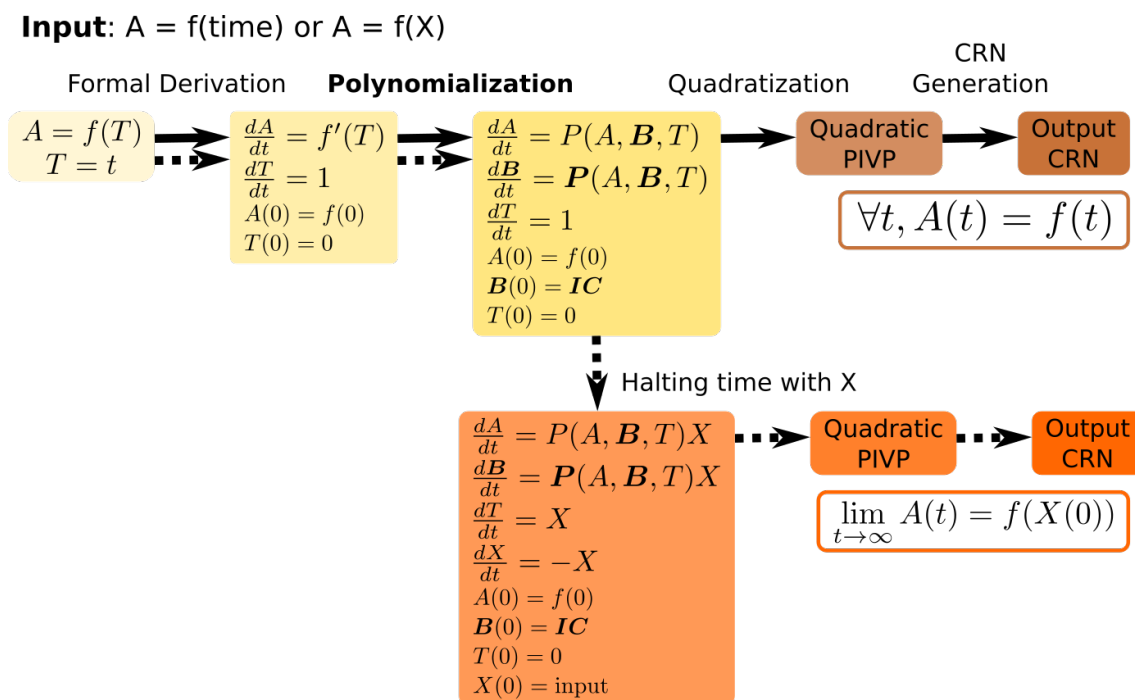 Input: A = f(time) or A = f(X)
Formal Derivation
Polynomialization
Quadratization
CRN
Generation
A = f(T)
T = t
dA/dt = f′(T)
dT/dt = 1
A(0) = f(0)
T(0) = 0
dA/dt = P(A, B, T)
dB/dt = P(A, B, T)
dT/dt = 1
A(0) = f(0)
B(0) = IC
T(0) = 0
Quadratic
PIVP
Output
CRN
∀t, A(t) = f(t)
Halting time with X
dA/dt = P(A, B, T)X
dB/dt = P(A, B, T)X
dT/dt = X
dX/dt = −X
A(0) = f(0)
B(0) = IC
T(0) = 0
X(0) = input
Quadratic
PIVP
Output
CRN
lim t→∞ A(t) = f(X(0))